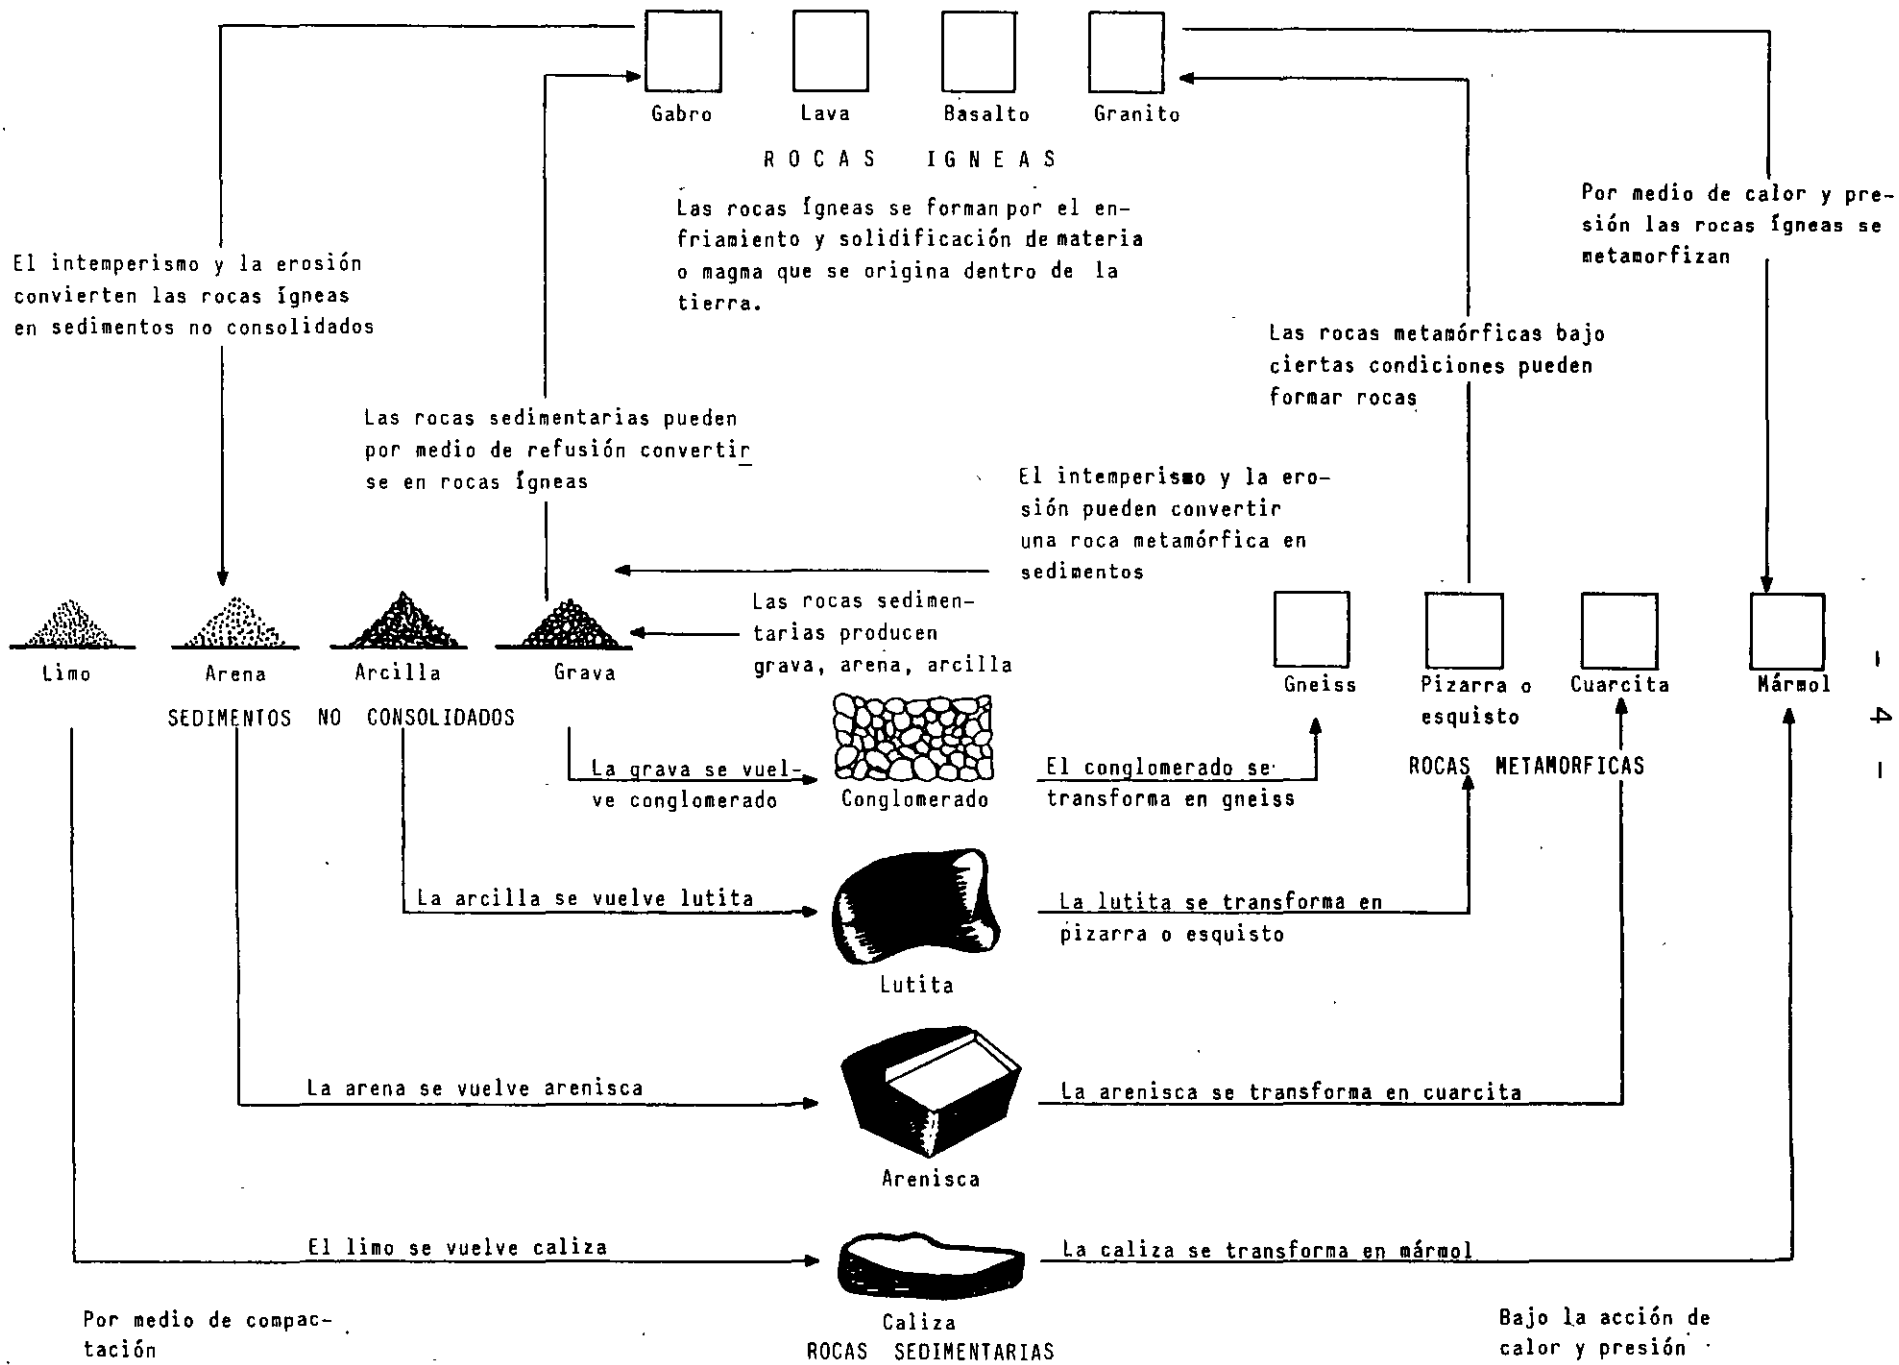 Gabro
Lava
Basalto
Granito
ROCAS IGNEAS
Las rocas ígneas se forman por el en-
friamiento y solidificación de materia
o magma que se origina dentro de la
tierra.
Por medio de calor y pre-
sión las rocas ígneas se
metamorfizan
El intemperismo y la erosión
convierten las rocas ígneas
en sedimentos no consolidados
Las rocas metamórficas bajo
ciertas condiciones pueden
formar rocas
Las rocas sedimentarias pueden
por medio de refusión convertir
se en rocas ígneas
El intemperismo y la ero-
sión pueden convertir
una roca metamórfica en
sedimentos
Las rocas sedimen-
tarias producen
grava, arena, arcilla
Limo
Arena
Arcilla
Grava
SEDIMENTOS NO CONSOLIDADOS
Gneiss
Pizarra o
esquisto
Cuarcita
Mármol
ROCAS METAMORFICAS
- 4 -
La grava se vuel-
ve conglomerado
Conglomerado
El conglomerado se
transforma en gneiss
La arcilla se vuelve lutita
Lutita
La lutita se transforma en
pizarra o esquisto
La arena se vuelve arenisca
Arenisca
La arenisca se transforma en cuarcita
El limo se vuelve caliza
Caliza
La caliza se transforma en mármol
ROCAS SEDIMENTARIAS
Por medio de compac-
tación
Bajo la acción de
calor y presión